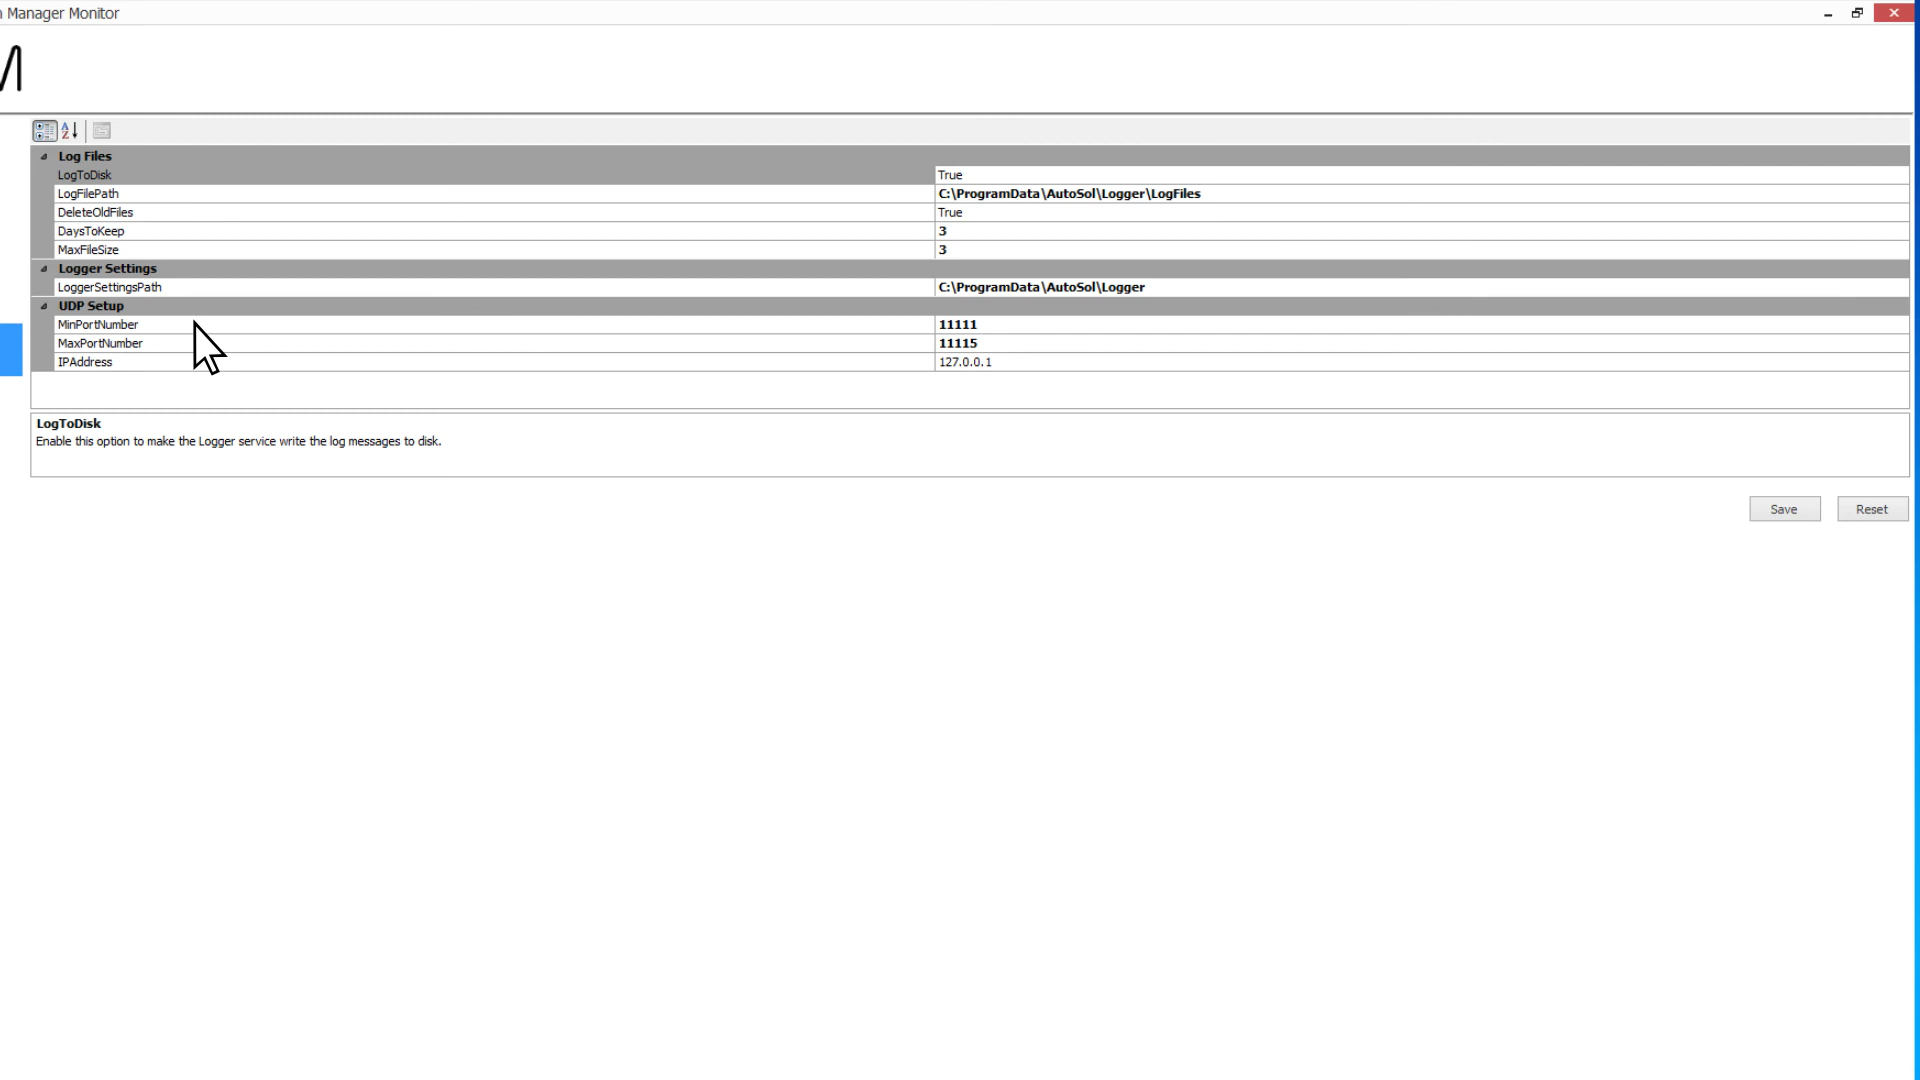 Manager Monitor
Log Files
LogToDisk True
LogFilePath C:\ProgramData\AutoSol\Logger\LogFiles
DeleteOldFiles True
DaysToKeep 3
MaxFileSize 3
Logger Settings
LoggerSettingsPath C:\ProgramData\AutoSol\Logger
UDP Setup
MinPortNumber 11111
MaxPortNumber 11115
IPAddress 127.0.0.1
LogToDisk
Enable this option to make the Logger service write the log messages to disk.
Save Reset